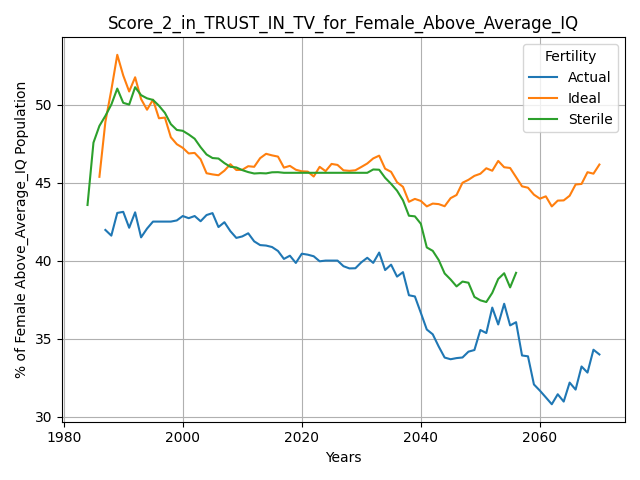 Score_2_in_TRUST_IN_TV_for_Female_Above_Average_IQ
% of Female Above_Average_IQ Population
50
45
40
35
30
1980
2000
2020
2040
2060
Years
Fertility
Actual
Ideal
Sterile